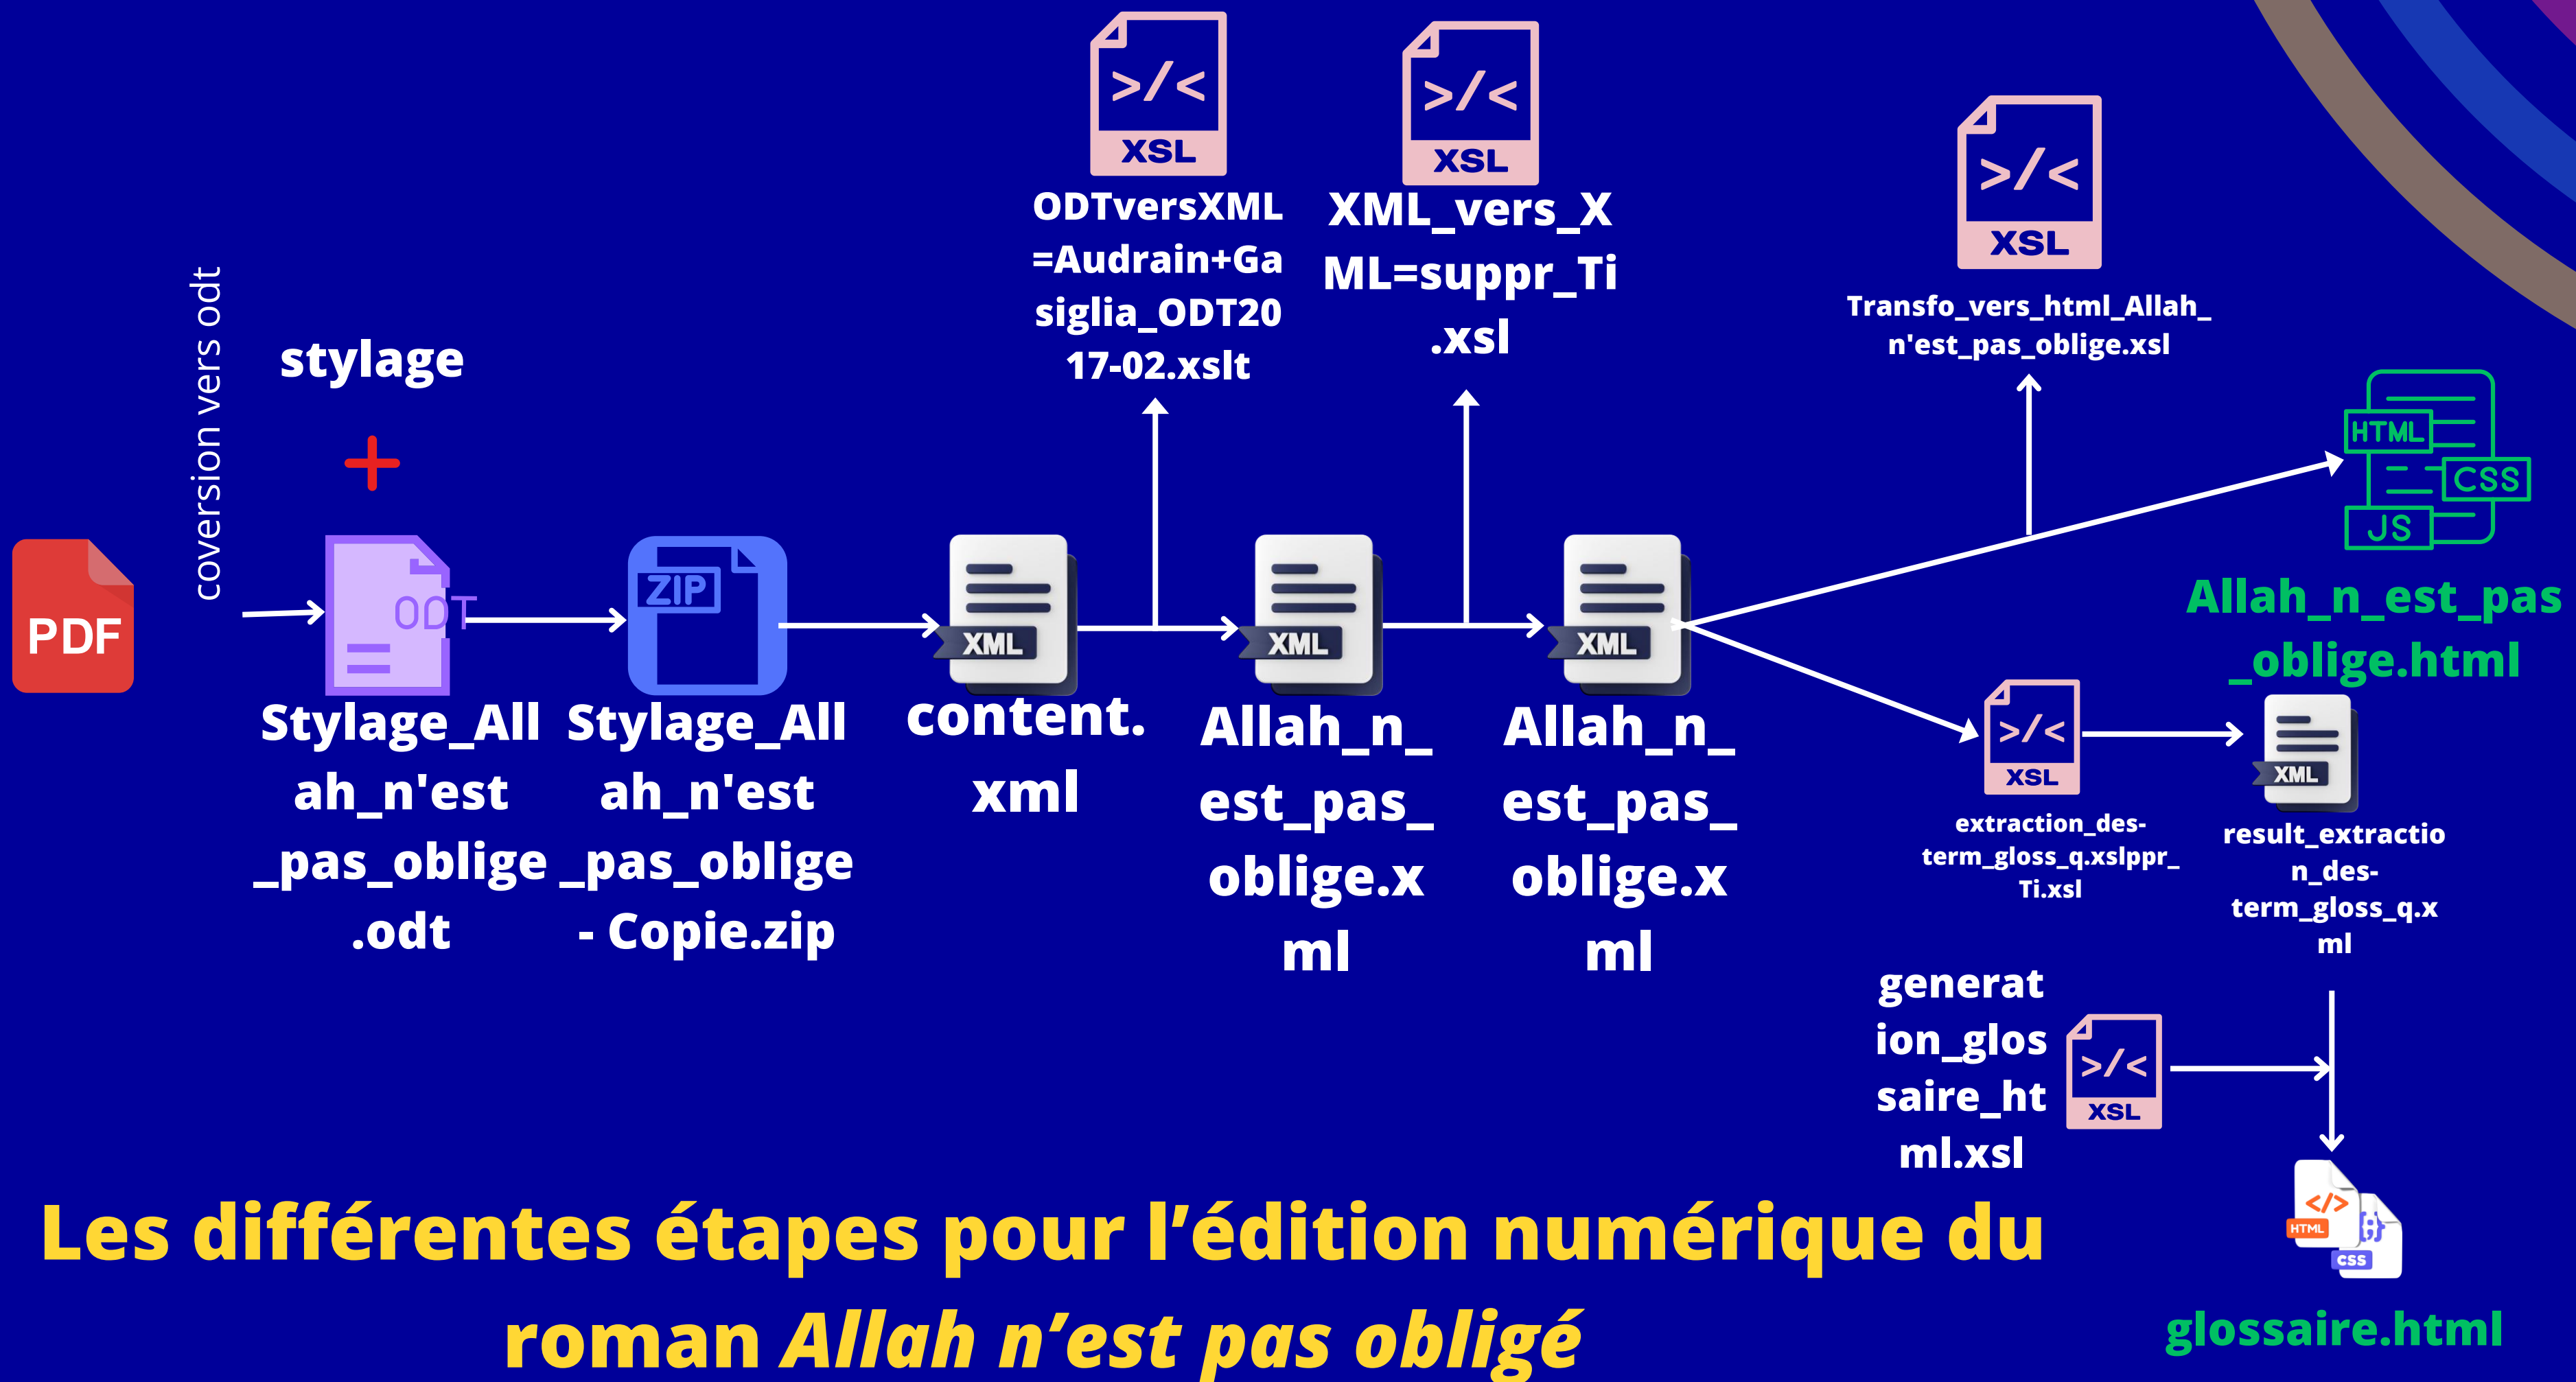 >/<
XSL
ODTversXML
=Audrain+Ga
siglia_ODT20
17-02.xslt
>/<
XSL
XML_vers_X
ML=suppr_Ti
.xsl
>/<
XSL
Transfo_vers_html_Allah_
n'est_pas_oblige.xsl
coversion vers odt
stylage
+
PDF
ODT
Stylage_All
ah_n'est
_pas_oblige
.odt
ZIP
Stylage_All
ah_n'est
_pas_oblige
- Copie.zip
XML
content.
xml
XML
Allah_n_
est_pas_
oblige.x
ml
XML
Allah_n_
est_pas_
oblige.x
ml
HTML
CSS
JS
Allah_n_est_pas
_oblige.html
>/<
XSL
extraction_des-
term_gloss_q.xslppr_
Ti.xsl
XML
result_extractio
n_des-
term_gloss_q.x
ml
generat
ion_glos
saire_ht
ml.xsl
>/<
XSL
</>
HTML
{;}
CSS
glossaire.html
Les différentes étapes pour l’édition numérique du
roman Allah n’est pas obligé